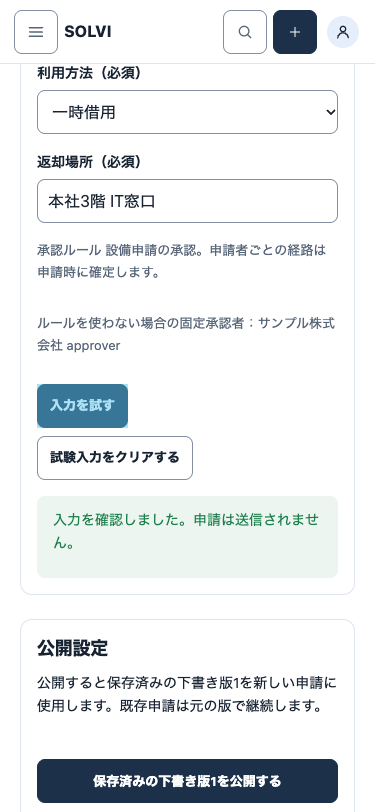 SOLVI
利用方法（必須）
一時借用
返却場所（必須）
本社3階 IT窓口
承認ルール 設備申請の承認。申請者ごとの経路は
申請時に確定します。
ルールを使わない場合の固定承認者：サンプル株式
会社 approver
入力を試す
試験入力をクリアする
入力を確認しました。申請は送信されませ
ん。
公開設定
公開すると保存済みの下書き版1を新しい申請に
使用します。既存申請は元の版で継続します。
保存済みの下書き版1を公開する